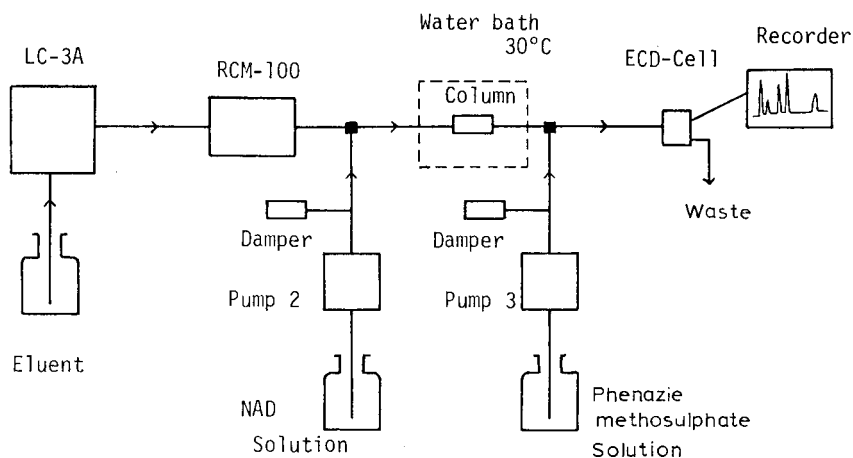 Water bath
30°C
LC-3A
RCM-100
Column
ECD-Cell
Recorder
Damper
Damper
Waste
Pump 2
Pump 3
Eluent
NAD
Solution
Phenazie
methosulphate
Solution